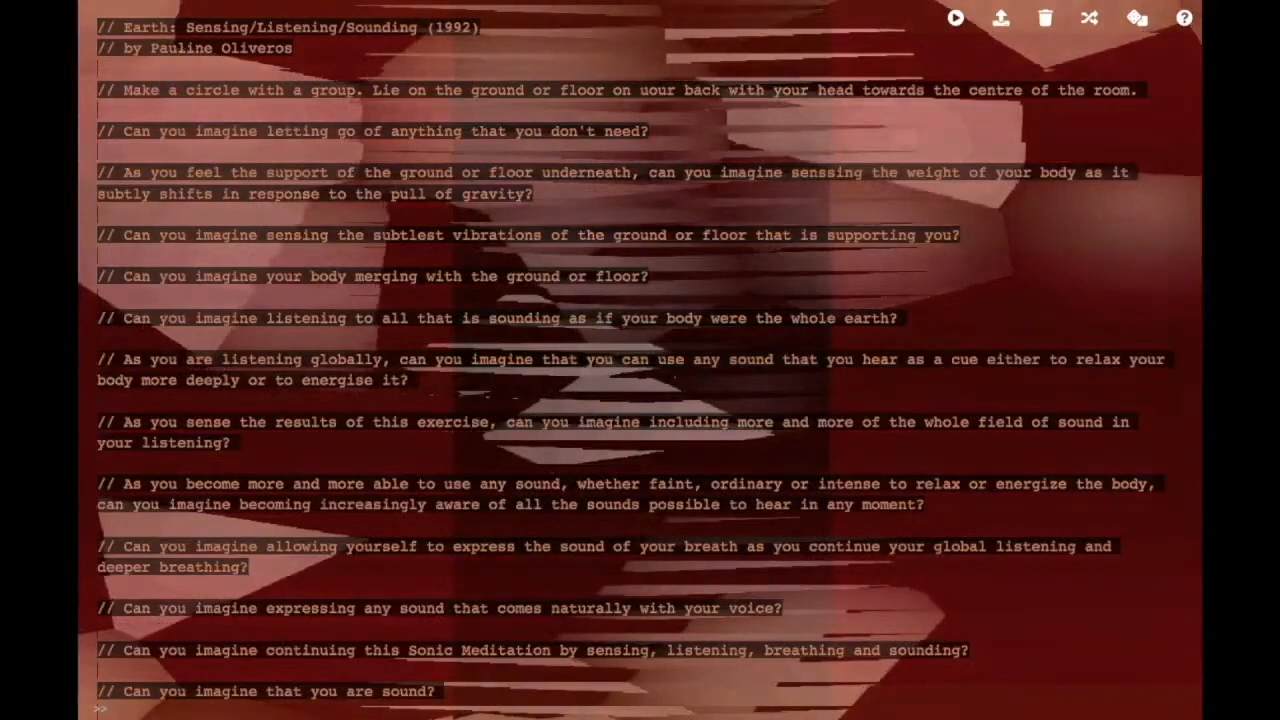 // Earth: Sensing/Listening/Sounding (1992)
// by Pauline Oliveros
// Make a circle with a group. Lie on the ground or floor on uour back with your head towards the centre of the room.
// Can you imagine letting go of anything that you don't need?
// As you feel the support of the ground or floor underneath, can you imagine senssing the weight of your body as it
subtly shifts in response to the pull of gravity?
// Can you imagine sensing the subtlest vibrations of the ground or floor that is supporting you?
// Can you imagine your body merging with the ground or floor?
// Can you imagine listening to all that is sounding as if your body were the whole earth?
// As you are listening globally, can you imagine that you can use any sound that you hear as a cue either to relax your
body more deeply or to energise it?
// As you sense the results of this exercise, can you imagine including more and more of the whole field of sound in
your listening?
// As you become more and more able to use any sound, whether faint, ordinary or intense to relax or energize the body,
can you imagine becoming increasingly aware of all the sounds possible to hear in any moment?
// Can you imagine allowing yourself to express the sound of your breath as you continue your global listening and
deeper breathing?
// Can you imagine expressing any sound that comes naturally with your voice?
// Can you imagine continuing this Sonic Meditation by sensing, listening, breathing and sounding?
// Can you imagine that you are sound?
>>